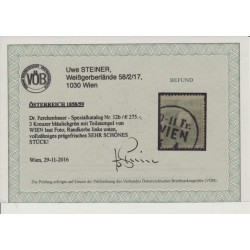 VÖB
Uwe STEINER,
Weißgerberlände 58/2/17,
1030 Wien
BEFUND
ÖSTERREICH 1858/59
Dr. Ferchenbauer - Spezialkatalog Nr. 12b / € 275.-,
3 Kreuzer bläulichgrün mit Teilstempel von
WIEN laut Foto, Randkerbe links unten,
vollständiges prägefrisches SEHR SCHÖNES
STÜCK!
Wien, 29-11-2016
WIEN